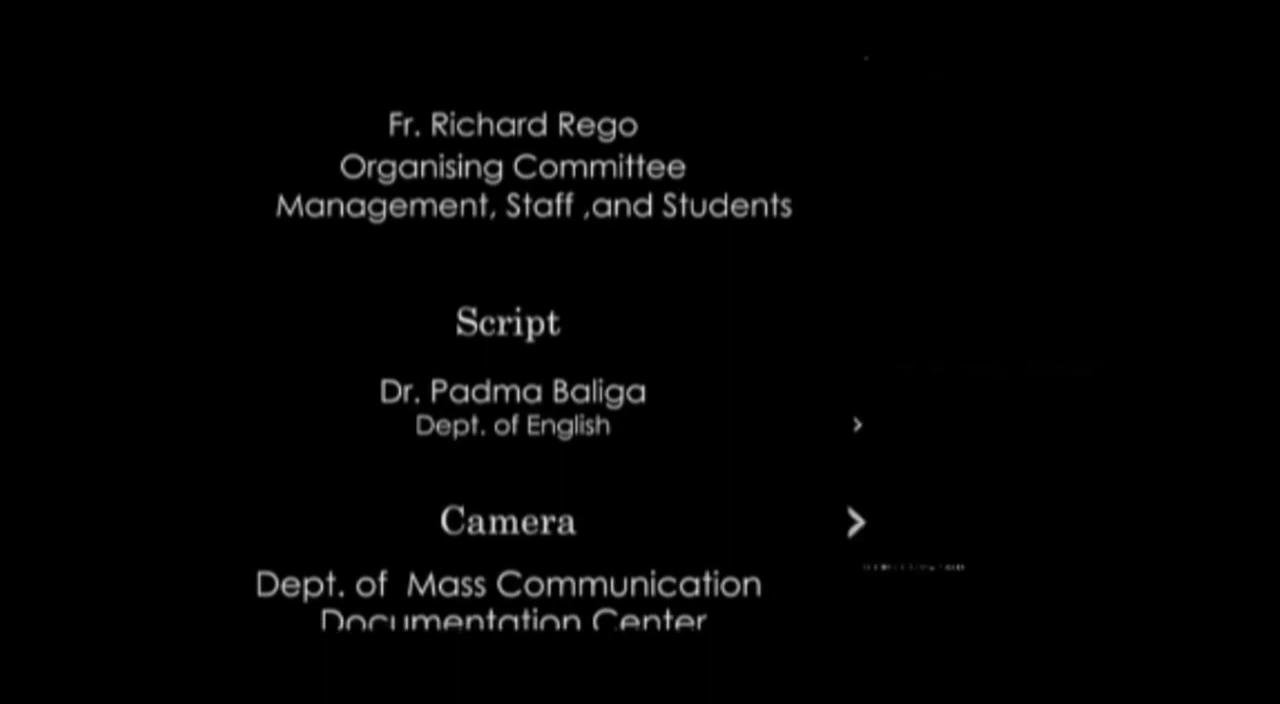 Fr. Richard Rego
Organising Committee
Management, Staff ,and Students
Script
Dr. Padma Baliga
Dept. of English
›
Camera
›
Dept. of Mass Communication
Documentation Center